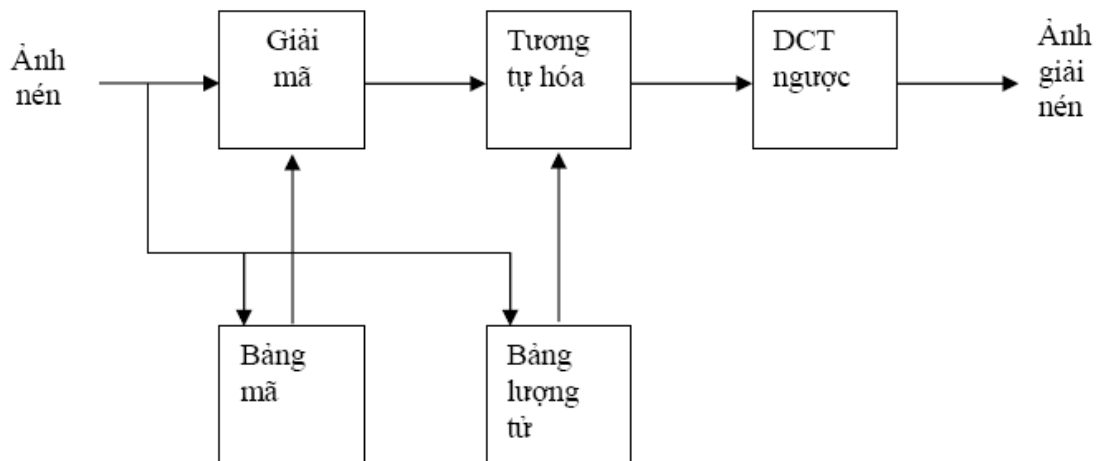 Ảnh
nén
Giải
mã
Tương
tự hóa
DCT
ngược
Ảnh
giải
nén
Bảng
mã
Bảng
lượng
tử